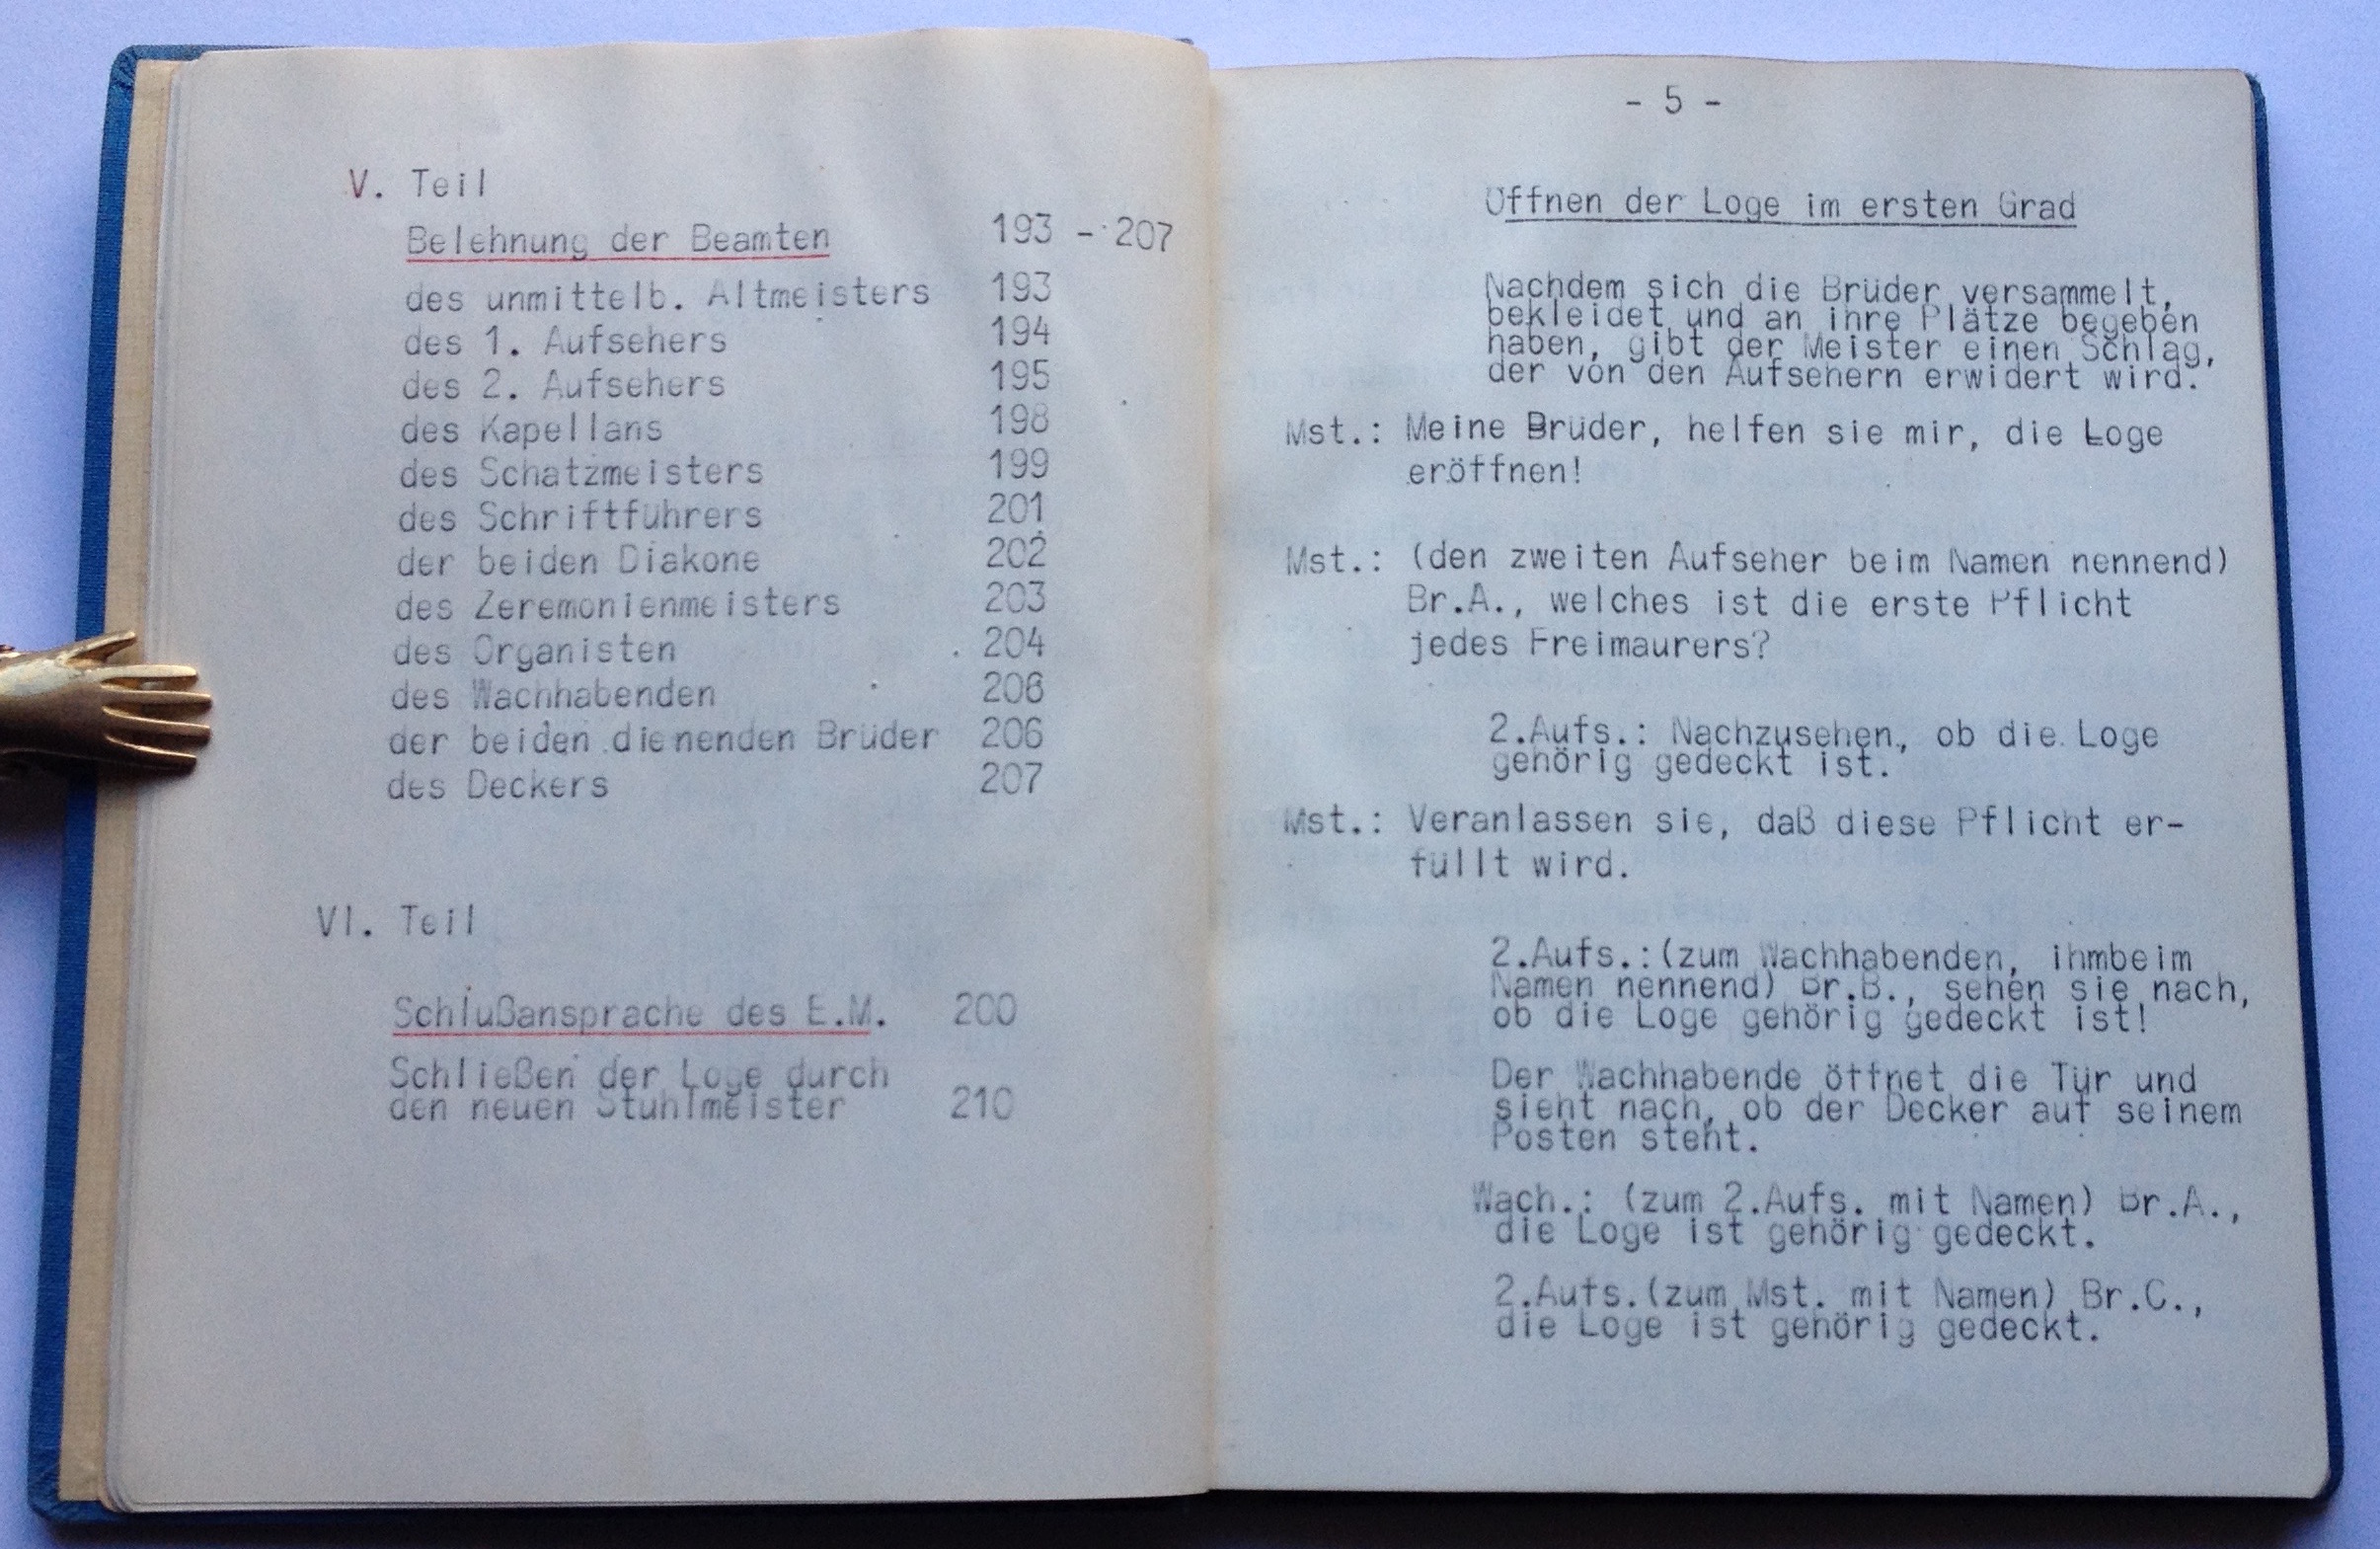 V. Teil
Belehnung der Beamten 193 - 207
des unmittelb. Altmeisters 193
des 1. Aufsehers 194
des 2. Aufsehers 195
des Kapellans 198
des Schatzmeisters 199
des Schriftführers 201
der beiden Diakone 202
des Zeremonienmeisters 203
des Organisten 204
des Wachhabenden 206
der beiden dienenden Brüder 206
des Deckers 207
VI. Teil
Schlußansprache des E.M. 200
Schließen der Loge durch
den neuen Stuhlmeister 210
- 5 -
Öffnen der Loge im ersten Grad
Nachdem sich die Brüder versammelt,
bekleidet und an ihre Plätze begeben
haben, gibt der Meister einen Schlag,
der von den Aufsehern erwidert wird.
Mst.: Meine Brüder, helfen sie mir, die Loge
eröffnen!
Mst.: (den zweiten Aufseher beim Namen nennend)
Br.A., welches ist die erste Pflicht
jedes Freimaurers?
2.Aufs.: Nachzusehen, ob die Loge
gehörig gedeckt ist.
Mst.: Veranlassen sie, daß diese Pflicht er-
füllt wird.
2.Aufs.:(zum Wachhabenden, ihmbeim
Namen nennend) Br.B., sehen sie nach,
ob die Loge gehörig gedeckt ist!
Der Wachhabende öffnet die Tür und
sieht nach, ob der Decker auf seinem
Posten steht.
Wach.: (zum 2.Aufs. mit Namen) Br.A.,
die Loge ist gehörig gedeckt.
2.Aufs.(zum Mst. mit Namen) Br.C.,
die Loge ist gehörig gedeckt.